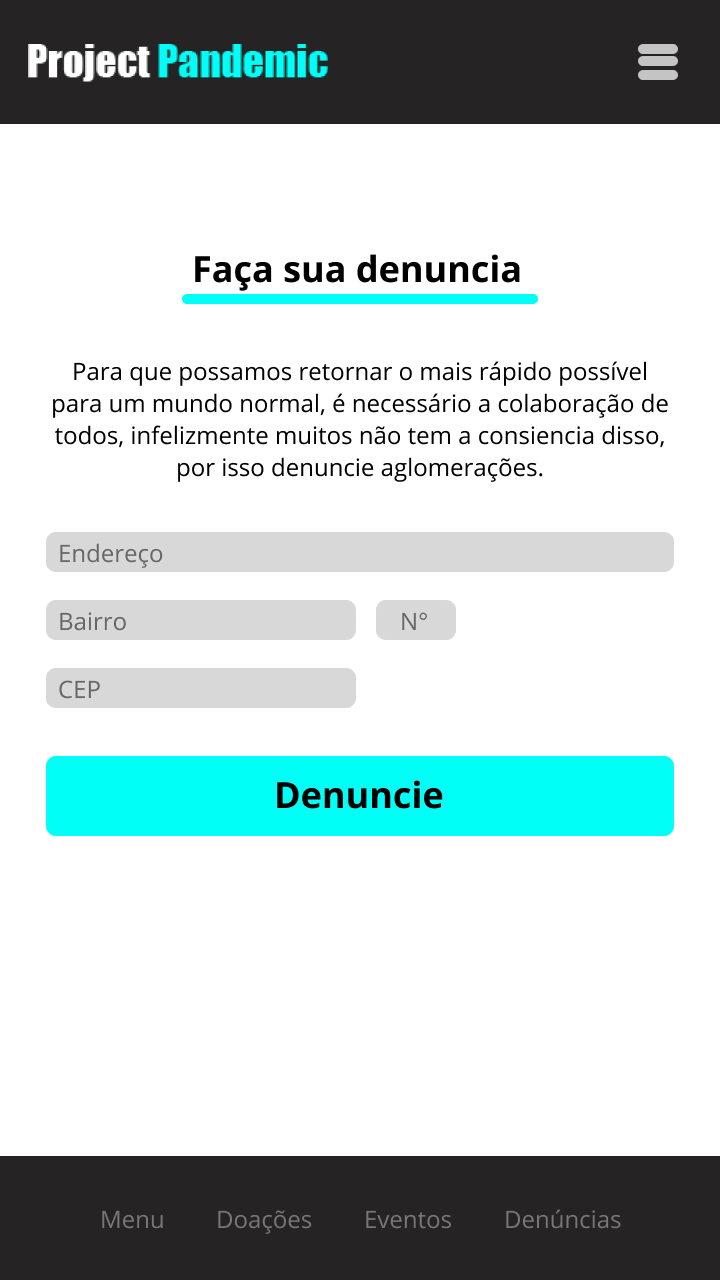 Project Pandemic
Faça sua denuncia
Para que possamos retornar o mais rápido possível
para um mundo normal, é necessário a colaboração de
todos, infelizmente muitos não tem a consiencia disso,
por isso denuncie aglomerações.
Endereço
Bairro N°
CEP
Denuncie
Menu Doações Eventos Denúncias